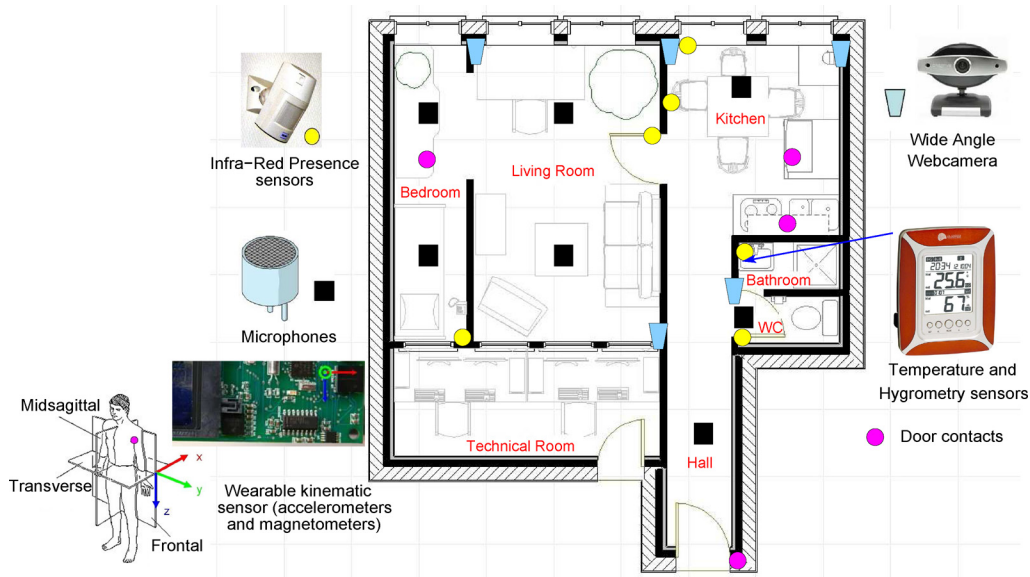 Infra-Red Presence
sensors
Microphones
Midsagittal
Transverse
Frontal
x
y
z
Wearable kinematic
sensor (accelerometers
and magnetometers)
Bedroom
Living Room
Kitchen
Bathroom
WC
Technical Room
Hall
Wide Angle
Webcamera
25.6
67
Temperature and
Hygrometry sensors
Door contacts